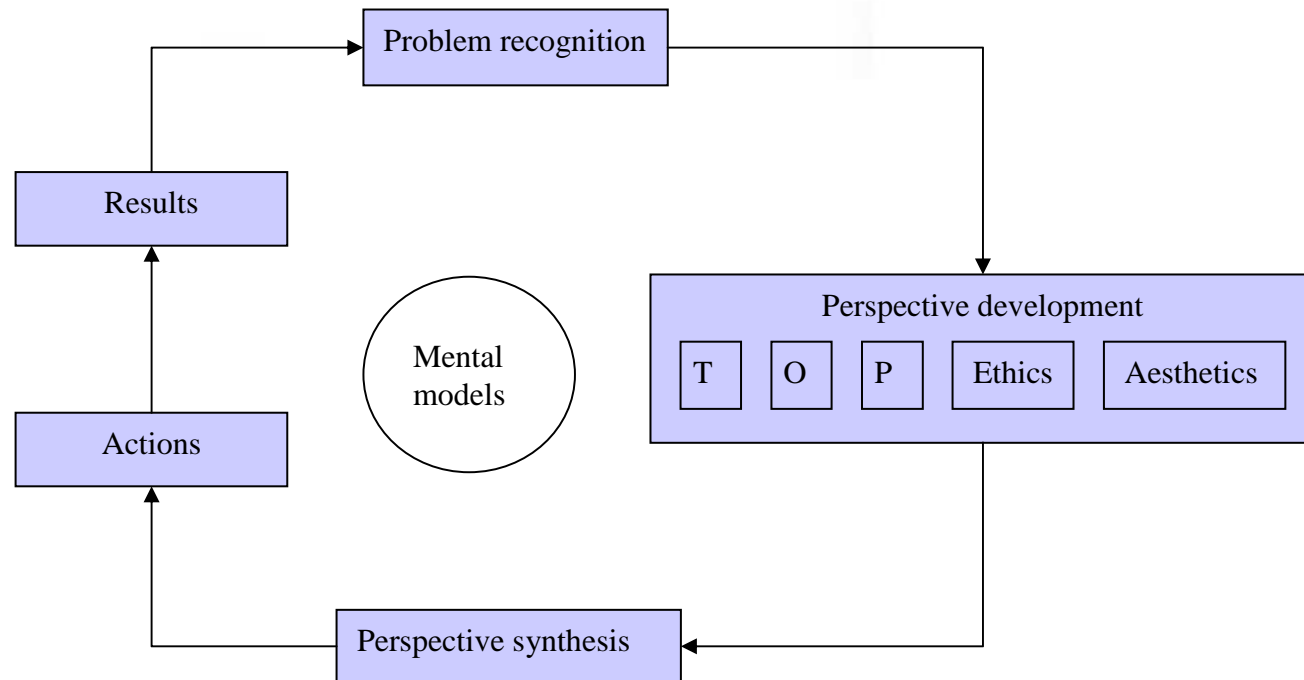 Problem recognition
Results
Perspective development
T O P Ethics Aesthetics
Mental
models
Actions
Perspective synthesis